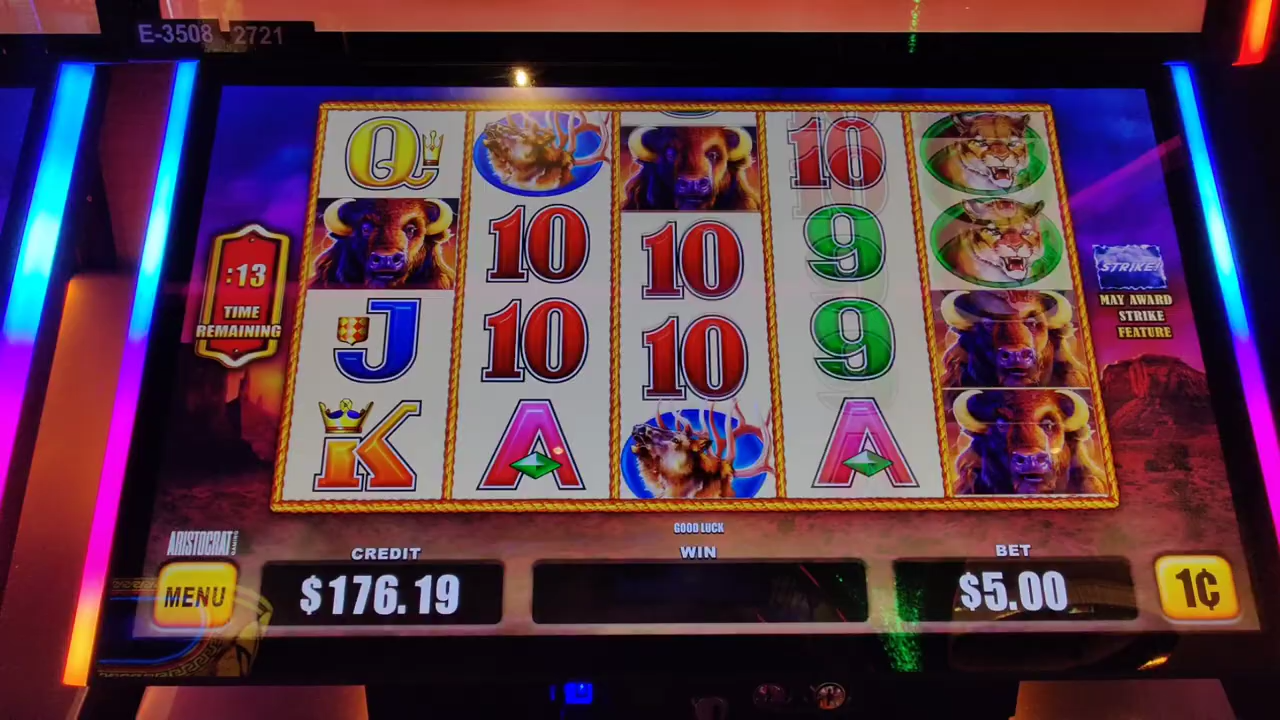 E-3508 2721
Q
10
10 10 9
:13
TIME
REMAINING
STRIKE!
MAY AWARD
STRIKE
FEATURE
J 10 10 9
K A A
GOOD LUCK
ARISTOCRAT
GAMING
CREDIT WIN BET
MENU $176.19 $5.00 1¢